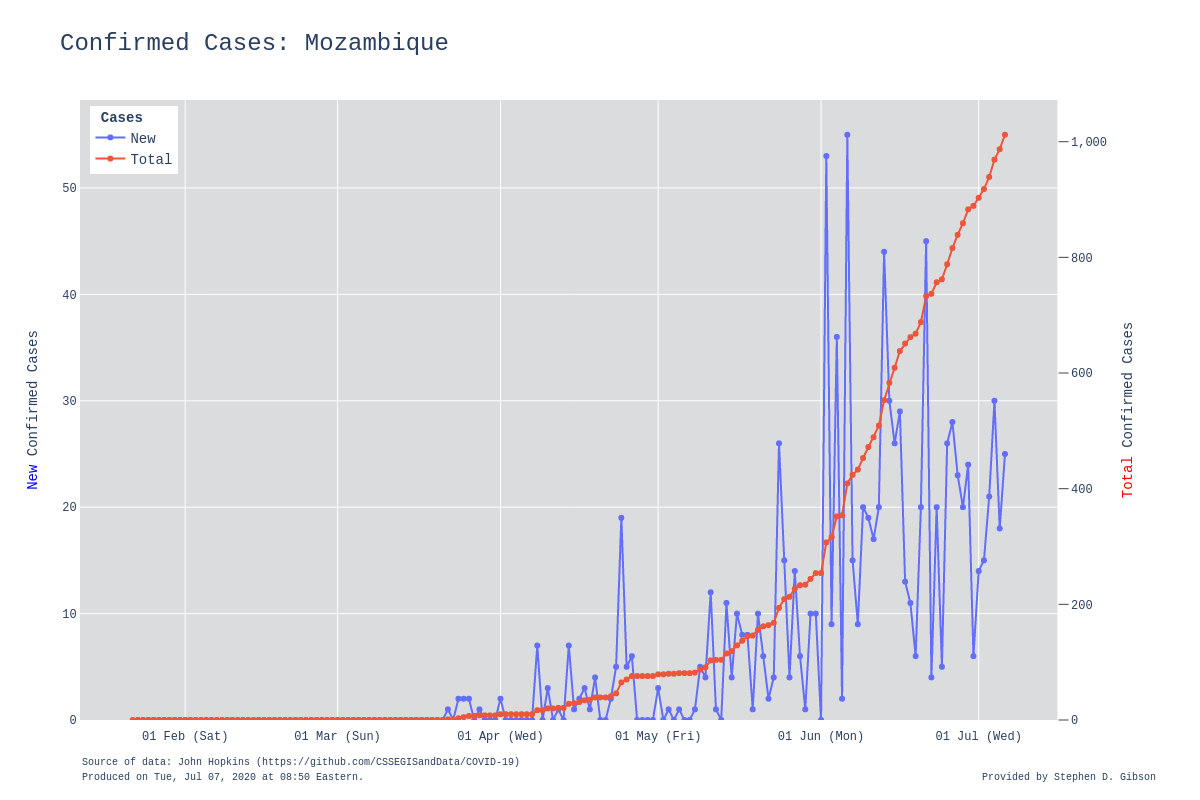 Confirmed Cases: Mozambique
Cases
New
Total
50
40
30
20
10
0
New Confirmed Cases
1,000
800
600
400
200
0
Total Confirmed Cases
01 Feb (Sat)
01 Mar (Sun)
01 Apr (Wed)
01 May (Fri)
01 Jun (Mon)
01 Jul (Wed)
Source of data: John Hopkins (https://github.com/CSSEGISandData/COVID-19)
Produced on Tue, Jul 07, 2020 at 08:50 Eastern.
Provided by Stephen D. Gibson